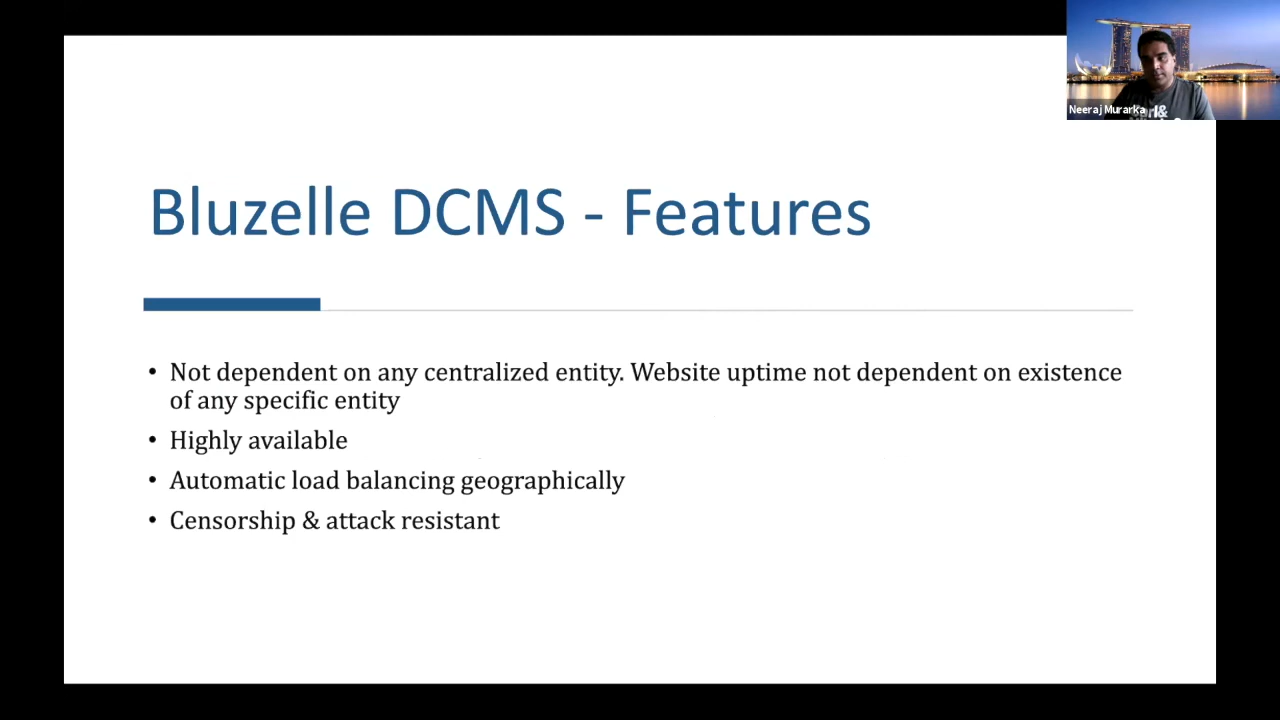 Neeraj Murarka
Bluzelle DCMS - Features
• Not dependent on any centralized entity. Website uptime not dependent on existence
of any specific entity
• Highly available
• Automatic load balancing geographically
• Censorship & attack resistant